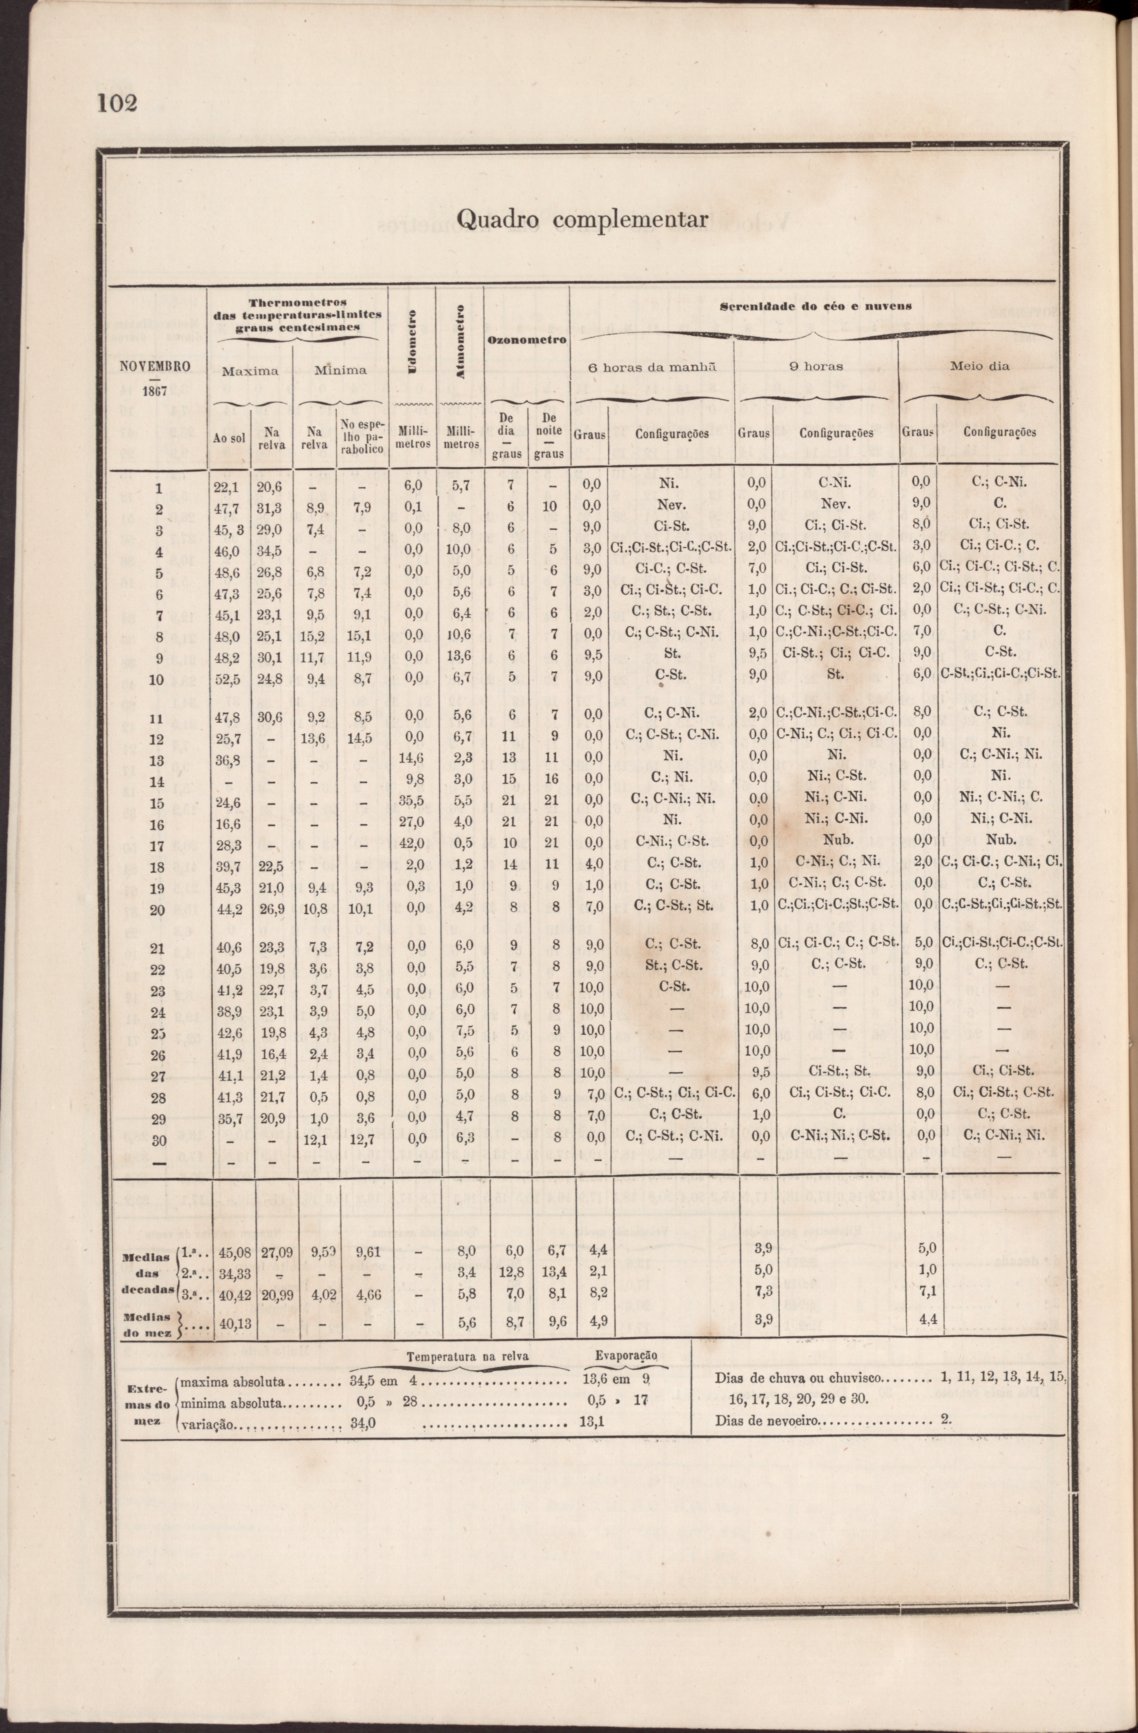 102
Quadro complementar
NOVEMBRO
—
1867
Thermometros
das temperaturas-limites
graus centesimaes
Udometro
Atmometro
Ozonometro
Serenidade do céo e nuvens
Maxima
Minima
6 horas da manhã
9 horas
Meio dia
Ao sol
Na relva
Na relva
No espelho parabolico
Millimetros
Millimetros
De dia — graus
De noite — graus
Graus
Configurações
Graus
Configurações
Graus
Configurações
1 22,1 20,6 – – 6,0 5,7 7 – 0,0 Ni. 0,0 C-Ni. 0,0 C.; C-Ni.
2 47,7 31,3 8,9 7,9 0,1 – 6 10 0,0 Nev. 0,0 Nev. 9,0 C.
3 45,3 29,0 7,4 – 0,0 8,0 6 – 9,0 Ci-St. 9,0 Ci.; Ci-St. 8,0 Ci.; Ci-St.
4 46,0 34,5 – – 0,0 10,0 6 5 3,0 Ci.;Ci-St.;Ci-C.;C-St. 2,0 Ci.;Ci-St.;Ci-C.;C-St. 3,0 Ci.; Ci-C.; C.
5 48,6 26,8 6,8 7,2 0,0 5,0 5 6 9,0 Ci-C.; C-St. 7,0 Ci.; Ci-St. 6,0 Ci.; Ci-C.; Ci-St.; C.
6 47,3 25,6 7,8 7,4 0,0 5,6 6 7 3,0 Ci.; Ci-St.; Ci-C. 1,0 Ci.; Ci-C.; C.; Ci-St. 2,0 Ci.; Ci-St.; Ci-C.; C.
7 45,1 23,1 9,5 9,1 0,0 6,4 6 6 2,0 C.; St.; C-St. 1,0 C.; C-St.; Ci-C.; Ci. 0,0 C.; C-St.; C-Ni.
8 48,0 25,1 15,2 15,1 0,0 10,6 7 7 0,0 C.; C-St.; C-Ni. 1,0 C.;C-Ni.;C-St.;Ci-C. 7,0 C.
9 48,2 30,1 11,7 11,9 0,0 13,6 6 6 9,5 St. 9,5 Ci-St.; Ci.; Ci-C. 9,0 C-St.
10 52,5 24,8 9,4 8,7 0,0 6,7 5 7 9,0 C-St. 9,0 St. 6,0 C-St.;Ci.;Ci-C.;Ci-St.
11 47,8 30,6 9,2 8,5 0,0 5,6 6 7 0,0 C.; C-Ni. 2,0 C.;C-Ni.;C-St.;Ci-C. 8,0 C.; C-St.
12 25,7 – 13,6 14,5 0,0 6,7 11 9 0,0 C.; C-St.; C-Ni. 0,0 C-Ni.; C.; Ci.; Ci-C. 0,0 Ni.
13 36,8 – – – 14,6 2,3 13 11 0,0 Ni. 0,0 Ni. 0,0 C.; C-Ni.; Ni.
14 – – – – 9,8 3,0 15 16 0,0 C.; Ni. 0,0 Ni.; C-St. 0,0 Ni.
15 24,6 – – – 35,5 5,5 21 21 0,0 C.; C-Ni.; Ni. 0,0 Ni.; C-Ni. 0,0 Ni.; C-Ni.; C.
16 16,6 – – – 27,0 4,0 21 21 0,0 Ni. 0,0 Ni.; C-Ni. 0,0 Ni.; C-Ni.
17 28,3 – – – 42,0 0,5 10 21 0,0 C-Ni.; C-St. 0,0 Nub. 0,0 Nub.
18 39,7 22,5 – – 2,0 1,2 14 11 4,0 C.; C-St. 1,0 C-Ni.; C.; Ni. 2,0 C.; Ci-C.; C-Ni.; Ci.
19 45,3 21,0 9,4 9,3 0,3 1,0 9 9 1,0 C.; C-St. 1,0 C-Ni.; C.; C-St. 0,0 C.; C-St.
20 44,2 26,9 10,8 10,1 0,0 4,2 8 8 7,0 C.; C-St.; St. 1,0 C.;Ci.;Ci-C.;St.;C-St. 0,0 C.;C-St.;Ci.;Ci-St.;St.
21 40,6 23,3 7,3 7,2 0,0 6,0 9 8 9,0 C.; C-St. 8,0 Ci.; Ci-C.; C.; C-St. 5,0 Ci.;Ci-St.;Ci-C.;C-St.
22 40,5 19,8 3,6 3,8 0,0 5,5 7 8 9,0 St.; C-St. 9,0 C.; C-St. 9,0 C.; C-St.
23 41,2 22,7 3,7 4,5 0,0 6,0 5 7 10,0 C-St. 10,0 — 10,0 —
24 38,9 23,1 3,9 5,0 0,0 6,0 7 8 10,0 — 10,0 — 10,0 —
25 42,6 19,8 4,3 4,8 0,0 7,5 5 9 10,0 — 10,0 — 10,0 —
26 41,9 16,4 2,4 3,4 0,0 5,6 6 8 10,0 — 10,0 — 10,0 —
27 41,1 21,2 1,4 0,8 0,0 5,0 8 8 10,0 — 9,5 Ci-St.; St. 9,0 Ci.; Ci-St.
28 41,3 21,7 0,5 0,8 0,0 5,0 8 9 7,0 C.; C-St.; Ci.; Ci-C. 6,0 Ci.; Ci-St.; Ci-C. 8,0 Ci.; Ci-St.; C-St.
29 35,7 20,9 1,0 3,6 0,0 4,7 8 8 7,0 C.; C-St. 1,0 C. 0,0 C.; C-St.
30 – – 12,1 12,7 0,0 6,3 – 8 0,0 C.; C-St.; C-Ni. 0,0 C-Ni.; Ni.; C-St. 0,0 C.; C-Ni.; Ni.
— – – – – – – – – – — – — – —
Medias das decadas
1.ª.. 45,08 27,09 9,59 9,61 – 8,0 6,0 6,7 4,4 3,9 5,0
2.ª.. 34,33 – – – – 3,4 12,8 13,4 2,1 5,0 1,0
3.ª.. 40,42 20,99 4,02 4,66 – 5,8 7,0 8,1 8,2 7,3 7,1
Medias do mez .... 40,13 – – – – 5,6 8,7 9,6 4,9 3,9 4,4
Temperatura na relva Evaporação
Extremas do mez
maxima absoluta........ 34,5 em 4...................... 13,6 em 9
minima absoluta......... 0,5 » 28...................... 0,5 » 17
variação................ 34,0 ...................... 13,1
Dias de chuva ou chuvisco........ 1, 11, 12, 13, 14, 15,
16, 17, 18, 20, 29 e 30.
Dias de nevoeiro................. 2.